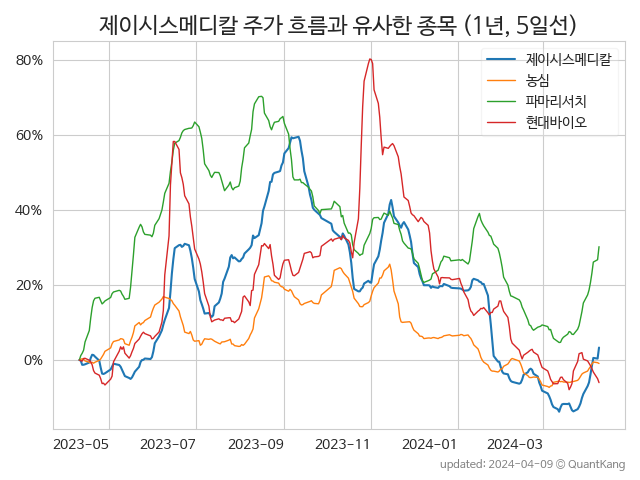 제이시스메디칼 주가 흐름과 유사한 종목 (1년, 5일선)
제이시스메디칼
농심
파마리서치
현대바이오
80%
60%
40%
20%
0%
2023-05 2023-07 2023-09 2023-11 2024-01 2024-03
updated: 2024-04-09 © QuantKang